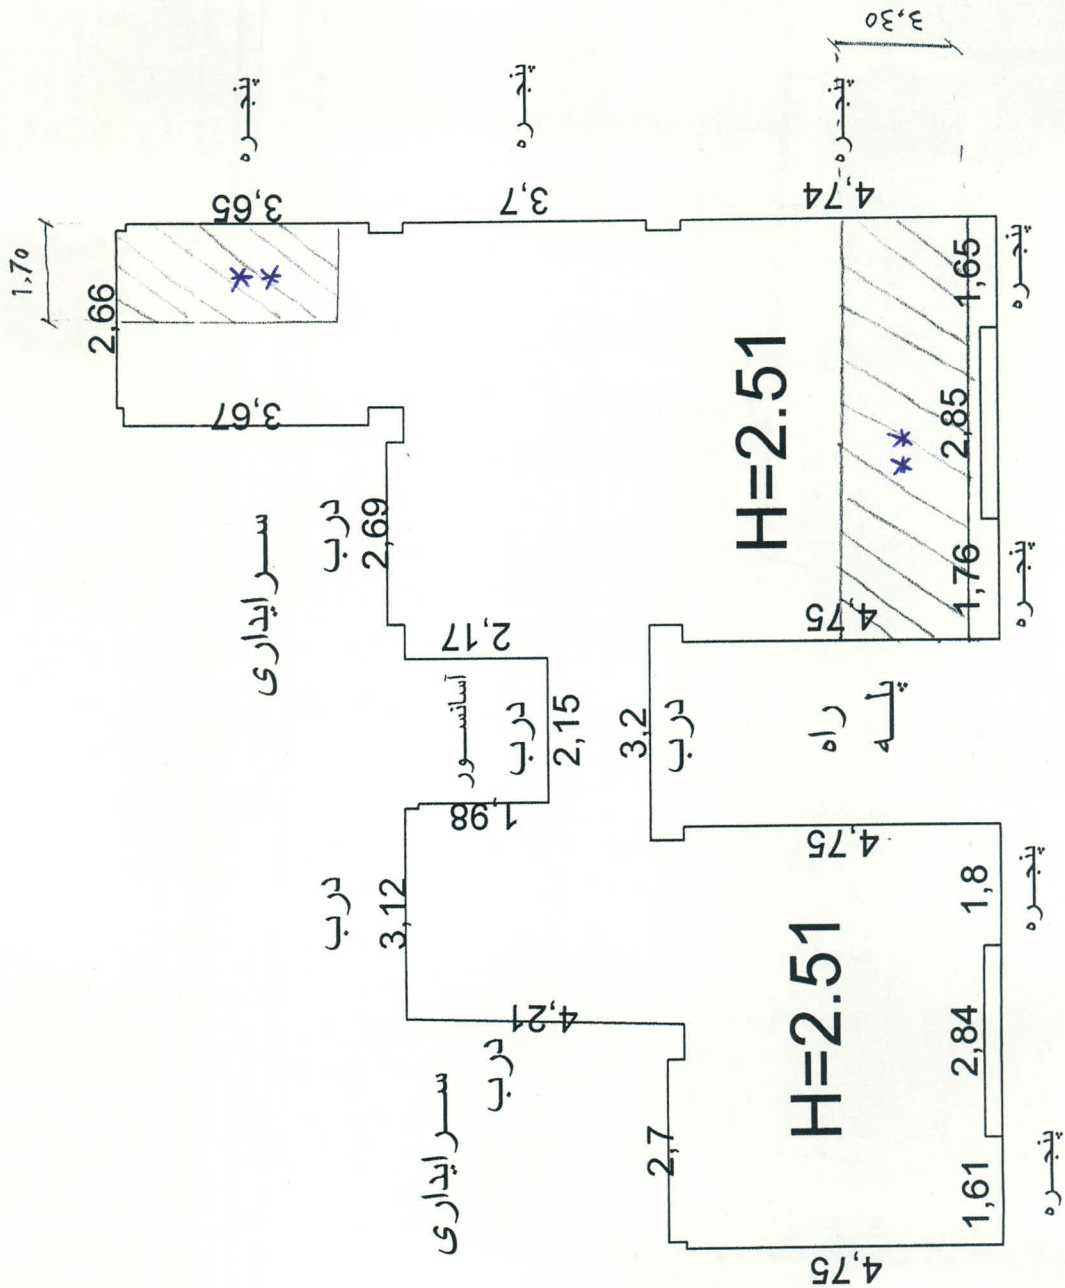 3,30
پنجره
پنجره
پنجره
1,70
3,65
3,7
4,74
2,66
3,67
**
سرایداری
درب
2,69
H=2.51
1,65
پنجره
2,85
**
1,76
پنجره
4,75
2,17
آسانسور
درب
2,15
3,2
درب
راه
پله
1,98
4,75
درب
3,12
1,8
پنجره
H=2.51
2,84
4,21
درب
سرایداری
2,7
1,61
پنجره
4,75